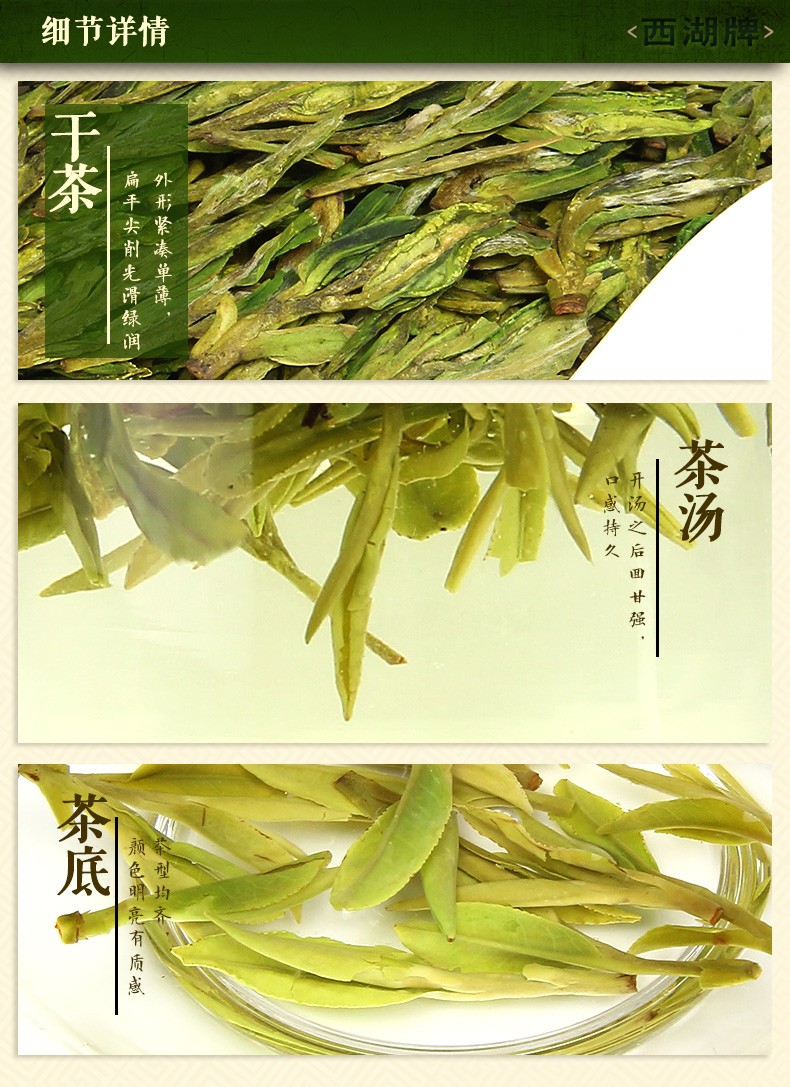 细节详情
<西湖牌>
干茶
外形紧凑单薄，
扁平尖削光滑绿润
茶汤
开汤之后回甘强，
口感持久
茶底
茶型均齐，
颜色明亮有质感